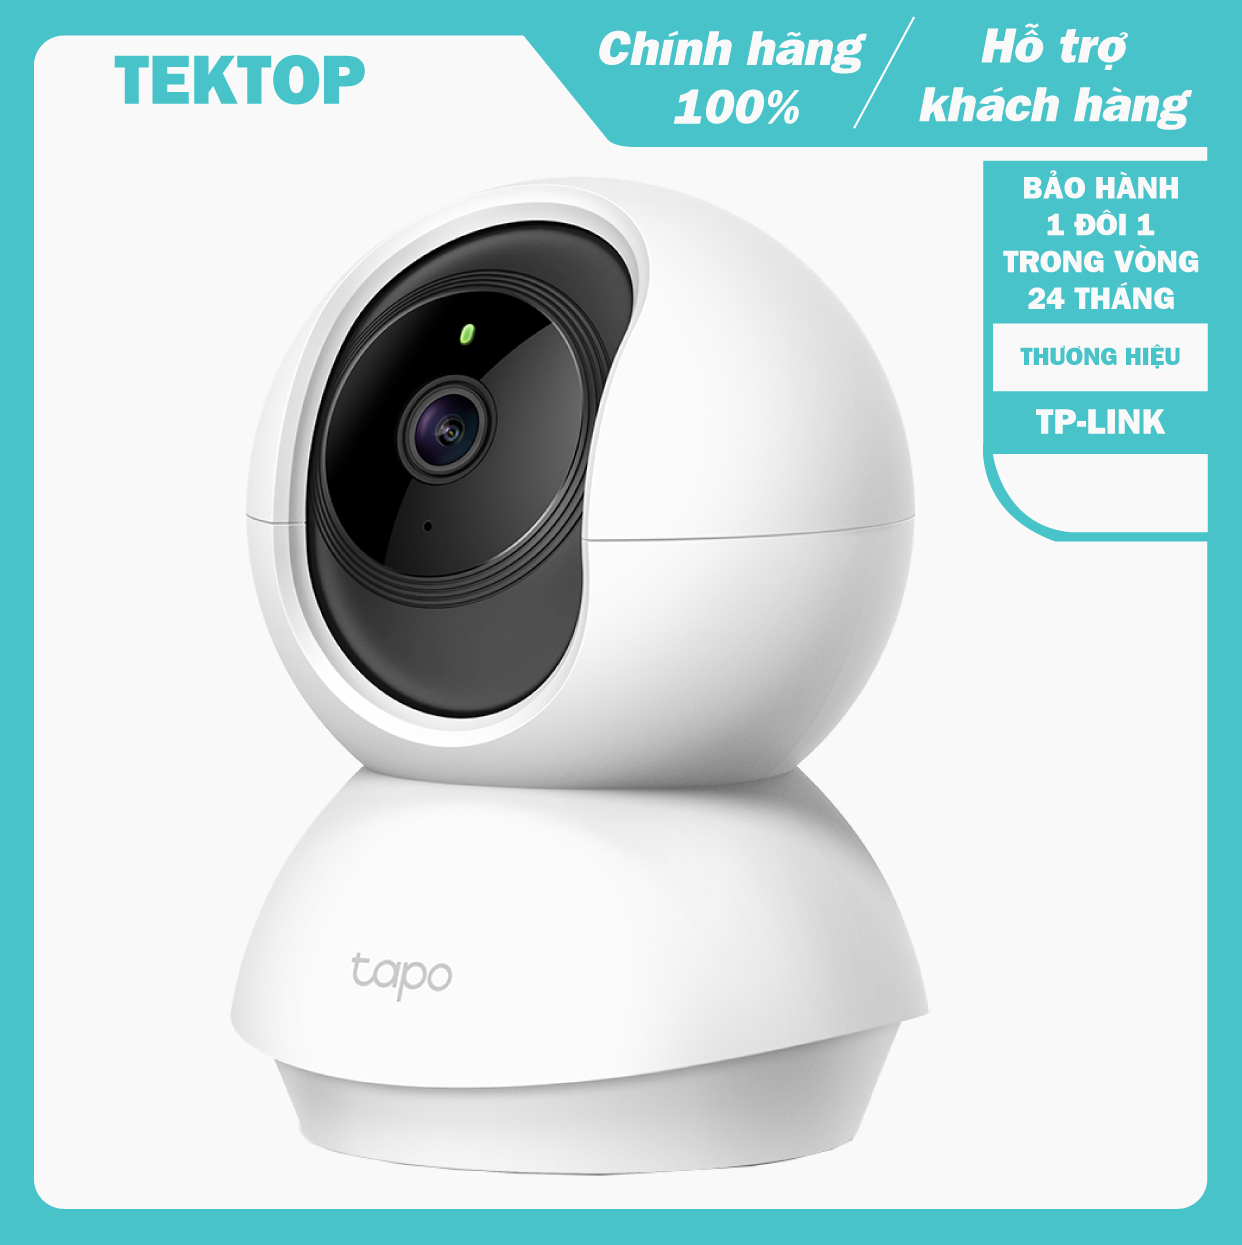 TEKTOP
Chính hãng
100%
Hỗ trợ
khách hàng
BẢO HÀNH
1 ĐÔI 1
TRONG VÒNG
24 THÁNG
THƯƠNG HIỆU
TP-LINK
tapo